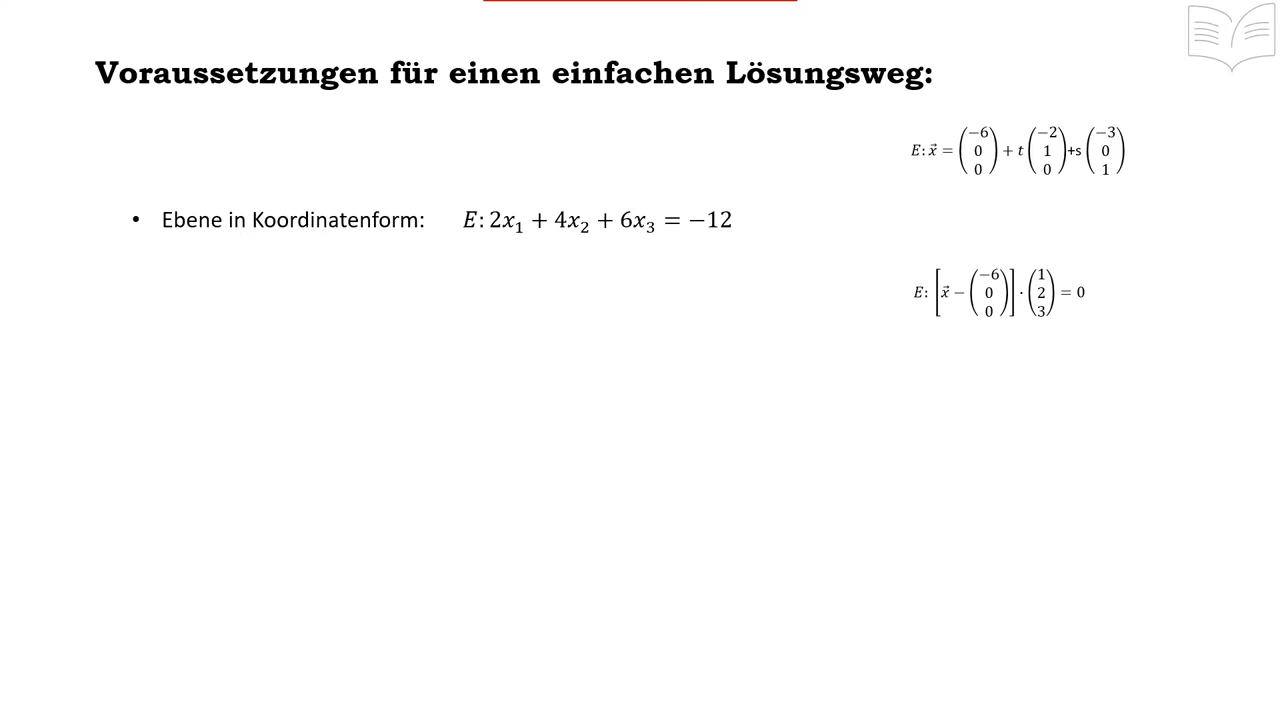 Voraussetzungen für einen einfachen Lösungsweg:
E: x⃗ = (−6 0 0) + t (−2 1 0) +s (−3 0 1)
• Ebene in Koordinatenform: E: 2x₁ + 4x₂ + 6x₃ = −12
E: [x⃗ − (−6 0 0)] · (1 2 3) = 0